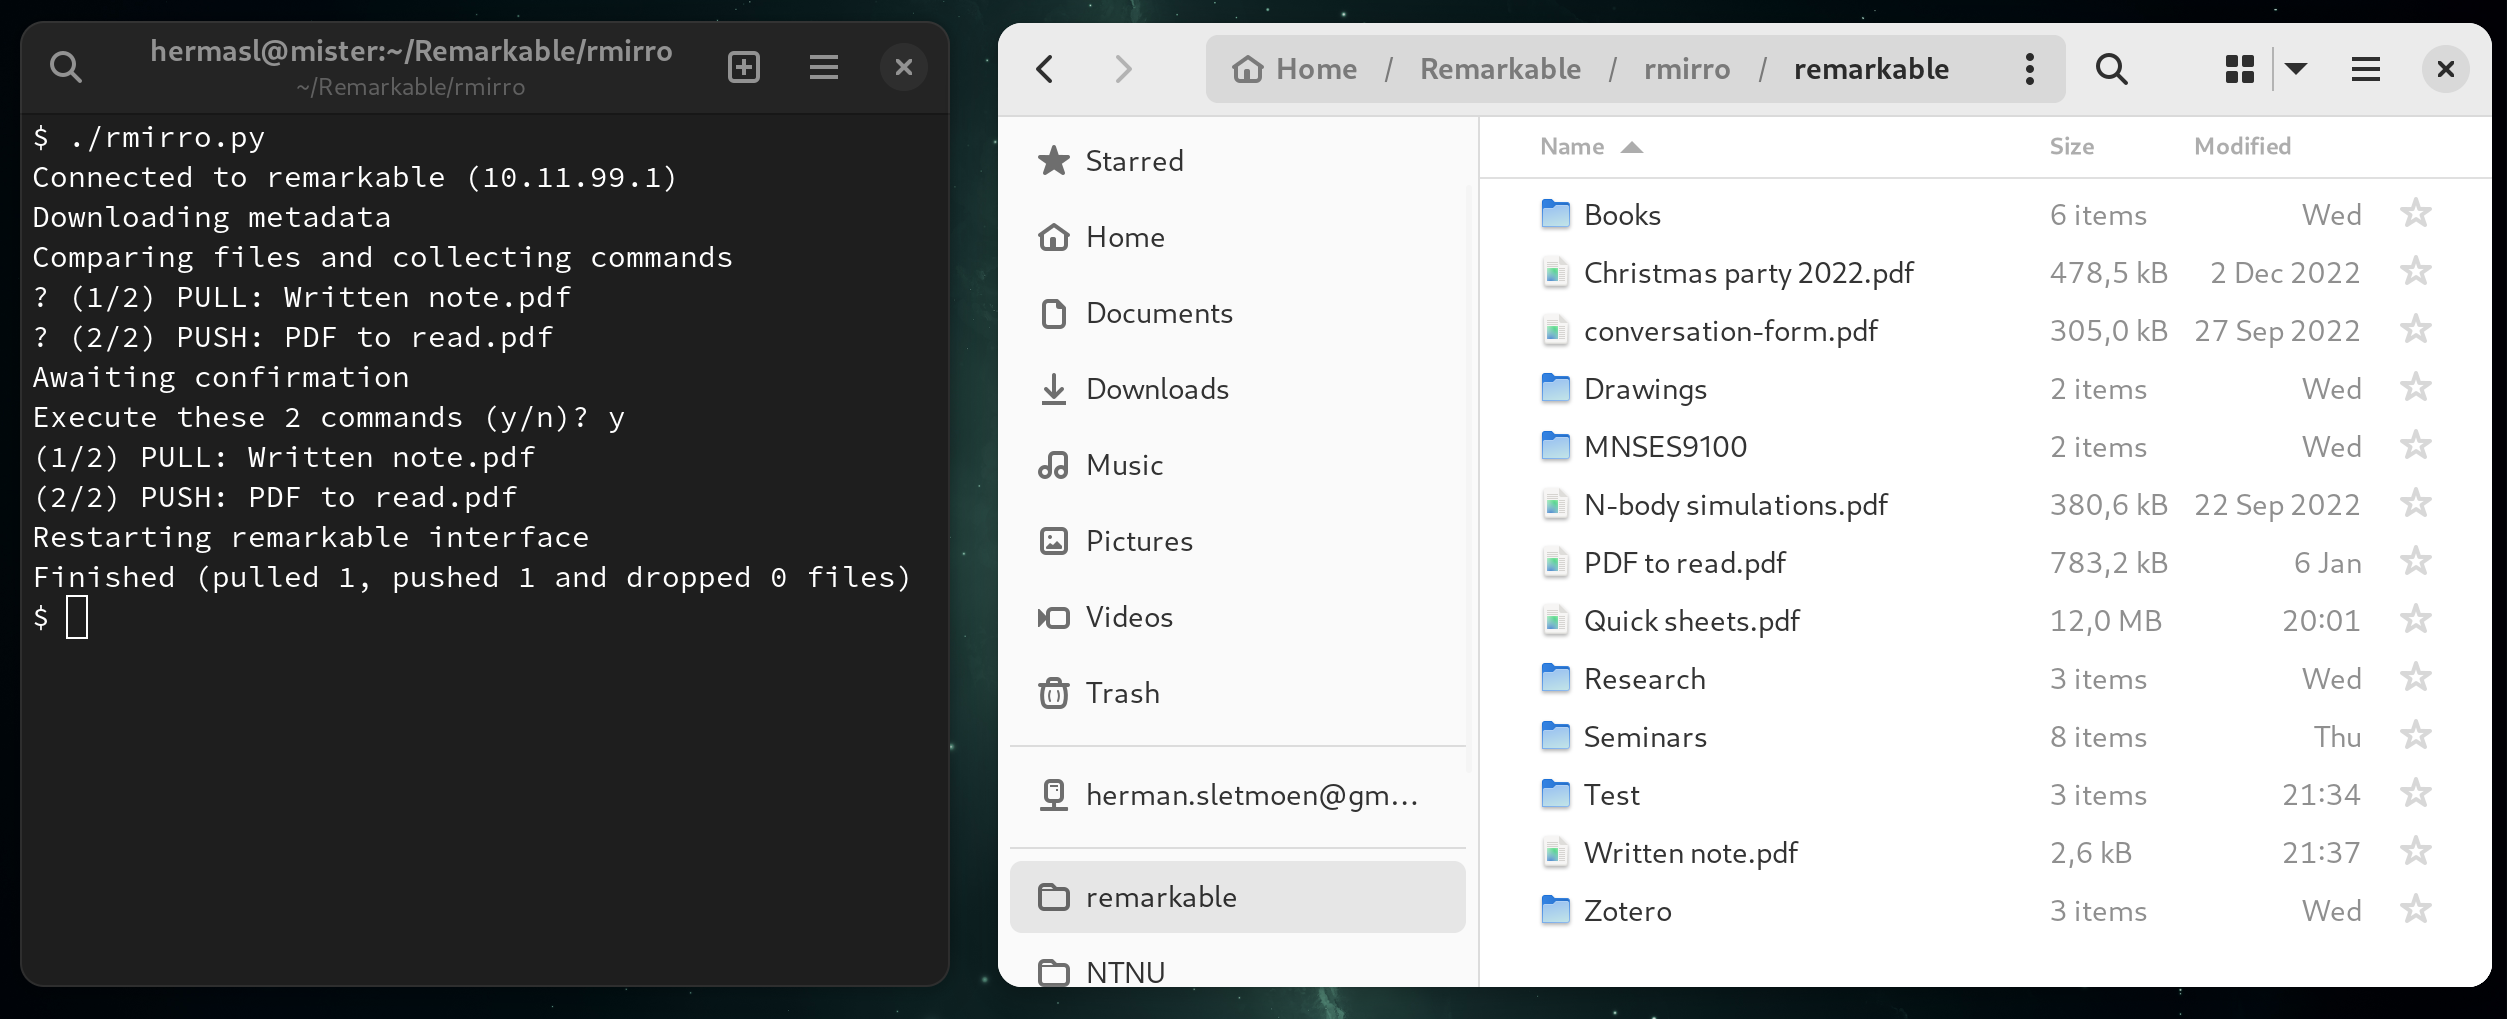 hermasl@mister:~/Remarkable/rmirro
~/Remarkable/rmirro
$ ./rmirro.py
Connected to remarkable (10.11.99.1)
Downloading metadata
Comparing files and collecting commands
? (1/2) PULL: Written note.pdf
? (2/2) PUSH: PDF to read.pdf
Awaiting confirmation
Execute these 2 commands (y/n)? y
(1/2) PULL: Written note.pdf
(2/2) PUSH: PDF to read.pdf
Restarting remarkable interface
Finished (pulled 1, pushed 1 and dropped 0 files)
$
Home / Remarkable / rmirro / remarkable
Starred
Home
Documents
Downloads
Music
Pictures
Videos
Trash
herman.sletmoen@gm...
remarkable
NTNU
Name Size Modified
Books 6 items Wed
Christmas party 2022.pdf 478,5 kB 2 Dec 2022
conversation-form.pdf 305,0 kB 27 Sep 2022
Drawings 2 items Wed
MNSES9100 2 items Wed
N-body simulations.pdf 380,6 kB 22 Sep 2022
PDF to read.pdf 783,2 kB 6 Jan
Quick sheets.pdf 12,0 MB 20:01
Research 3 items Wed
Seminars 8 items Thu
Test 3 items 21:34
Written note.pdf 2,6 kB 21:37
Zotero 3 items Wed